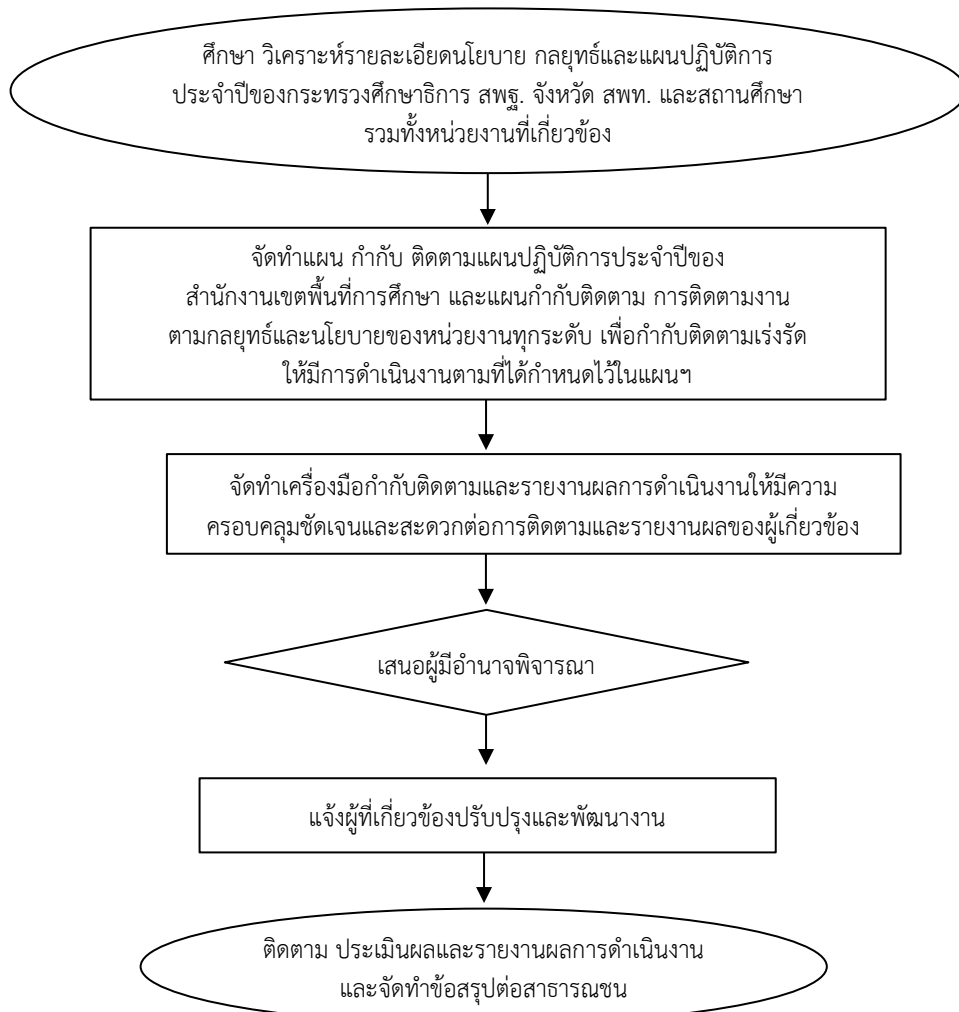 ศึกษา วิเคราะห์รายละเอียดนโยบาย กลยุทธ์และแผนปฏิบัติการ
ประจำปีของกระทรวงศึกษาธิการ สพฐ. จังหวัด สพท. และสถานศึกษา
รวมทั้งหน่วยงานที่เกี่ยวข้อง
จัดทำแผน กำกับ ติดตามแผนปฏิบัติการประจำปีของ
สำนักงานเขตพื้นที่การศึกษา และแผนกำกับติดตาม การติดตามงาน
ตามกลยุทธ์และนโยบายของหน่วยงานทุกระดับ เพื่อกำกับติดตามเร่งรัด
ให้มีการดำเนินงานตามที่ได้กำหนดไว้ในแผนฯ
จัดทำเครื่องมือกำกับติดตามและรายงานผลการดำเนินงานให้มีความ
ครอบคลุมชัดเจนและสะดวกต่อการติดตามและรายงานผลของผู้เกี่ยวข้อง
เสนอผู้มีอำนาจพิจารณา
แจ้งผู้ที่เกี่ยวข้องปรับปรุงและพัฒนางาน
ติดตาม ประเมินผลและรายงานผลการดำเนินงาน
และจัดทำข้อสรุปต่อสาธารณชน